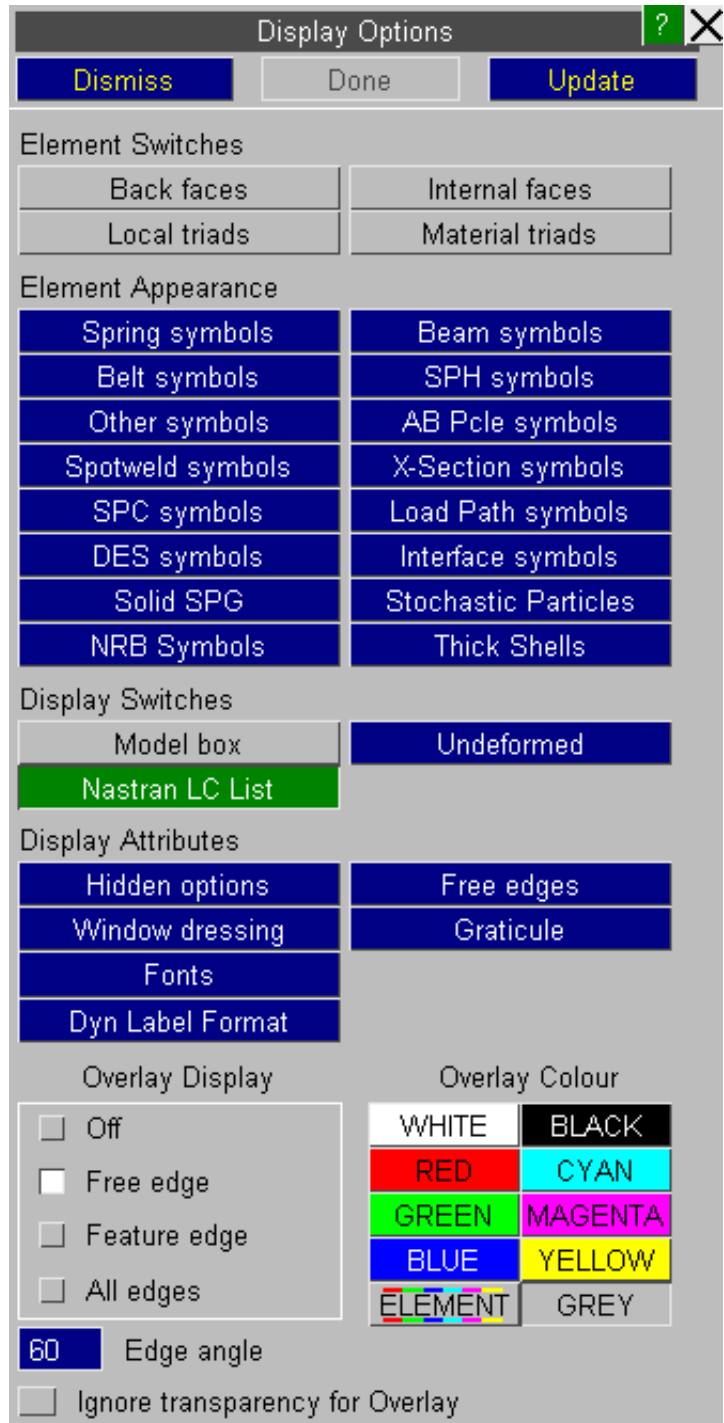 Display Options ?
Dismiss Done Update
Element Switches
Back faces Internal faces
Local triads Material triads
Element Appearance
Spring symbols Beam symbols
Belt symbols SPH symbols
Other symbols AB Pcle symbols
Spotweld symbols X-Section symbols
SPC symbols Load Path symbols
DES symbols Interface symbols
Solid SPG Stochastic Particles
NRB Symbols Thick Shells
Display Switches
Model box Undeformed
Nastran LC List
Display Attributes
Hidden options Free edges
Window dressing Graticule
Fonts
Dyn Label Format
Overlay Display Overlay Colour
Off WHITE BLACK
Free edge RED CYAN
Feature edge GREEN MAGENTA
All edges BLUE YELLOW
ELEMENT GREY
60 Edge angle
Ignore transparency for Overlay